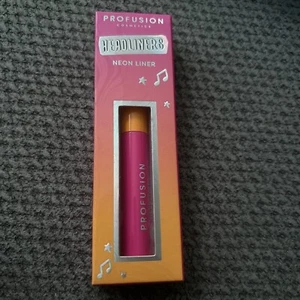 PROFUSION
COSMETICS
HEADLINERS
NEON LINER
PROFUSION